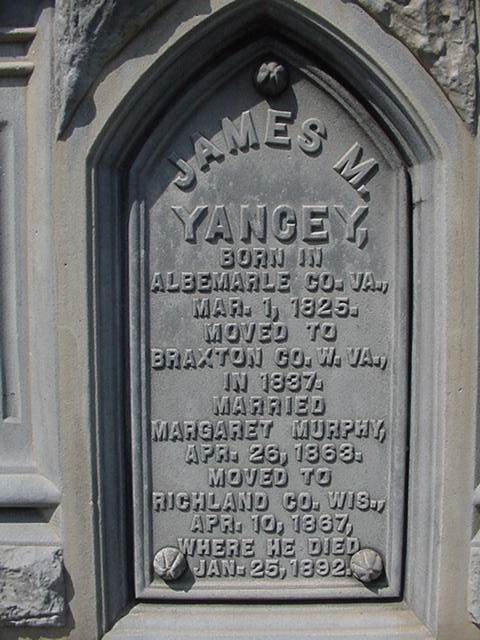 JAMES M.
YANCEY,
BORN IN
ALBEMARLE CO. VA.,
MAR. 1, 1825.
MOVED TO
BRAXTON CO. W. VA.,
IN 1837.
MARRIED
MARGARET MURPHY,
APR. 26, 1863.
MOVED TO
RICHLAND CO. WIS.,
APR. 10, 1867,
WHERE HE DIED
JAN. 25, 1892.